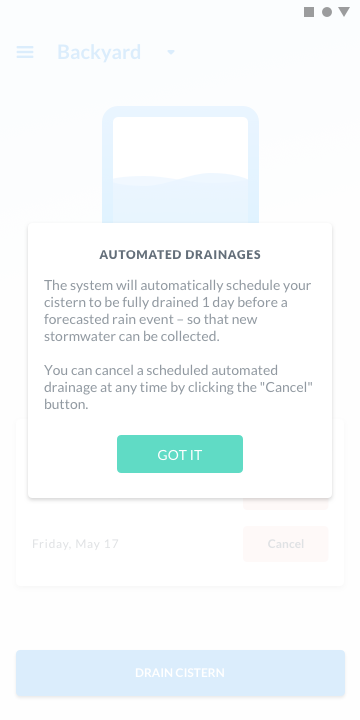 Backyard
AUTOMATED DRAINAGES
The system will automatically schedule your
cistern to be fully drained 1 day before a
forecasted rain event – so that new
stormwater can be collected.
You can cancel a scheduled automated
drainage at any time by clicking the "Cancel"
button.
GOT IT
Friday, May 17
Cancel
DRAIN CISTERN